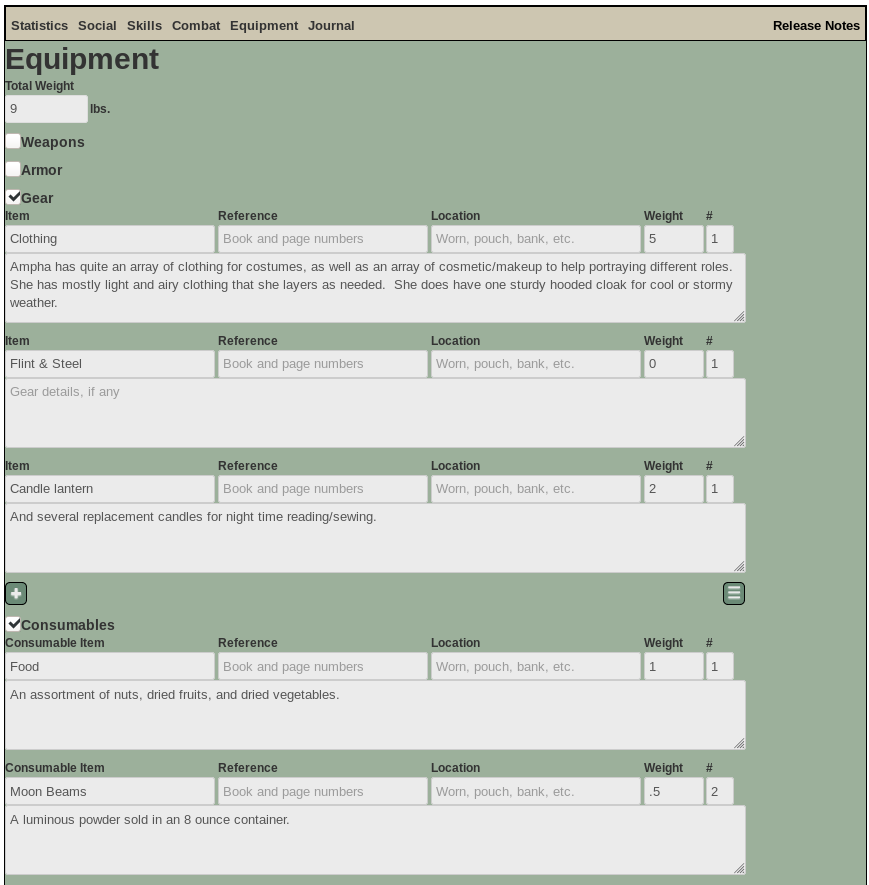 Statistics Social Skills Combat Equipment Journal Release Notes
Equipment
Total Weight
9 lbs.
Weapons
Armor
Gear
Item Reference Location Weight #
Clothing Book and page numbers Worn, pouch, bank, etc. 5 1
Ampha has quite an array of clothing for costumes, as well as an array of cosmetic/makeup to help portraying different roles.
She has mostly light and airy clothing that she layers as needed.  She does have one sturdy hooded cloak for cool or stormy
weather.
Item Reference Location Weight #
Flint & Steel Book and page numbers Worn, pouch, bank, etc. 0 1
Gear details, if any
Item Reference Location Weight #
Candle lantern Book and page numbers Worn, pouch, bank, etc. 2 1
And several replacement candles for night time reading/sewing.
Consumables
Consumable Item Reference Location Weight #
Food Book and page numbers Worn, pouch, bank, etc. 1 1
An assortment of nuts, dried fruits, and dried vegetables.
Consumable Item Reference Location Weight #
Moon Beams Book and page numbers Worn, pouch, bank, etc. .5 2
A luminous powder sold in an 8 ounce container.